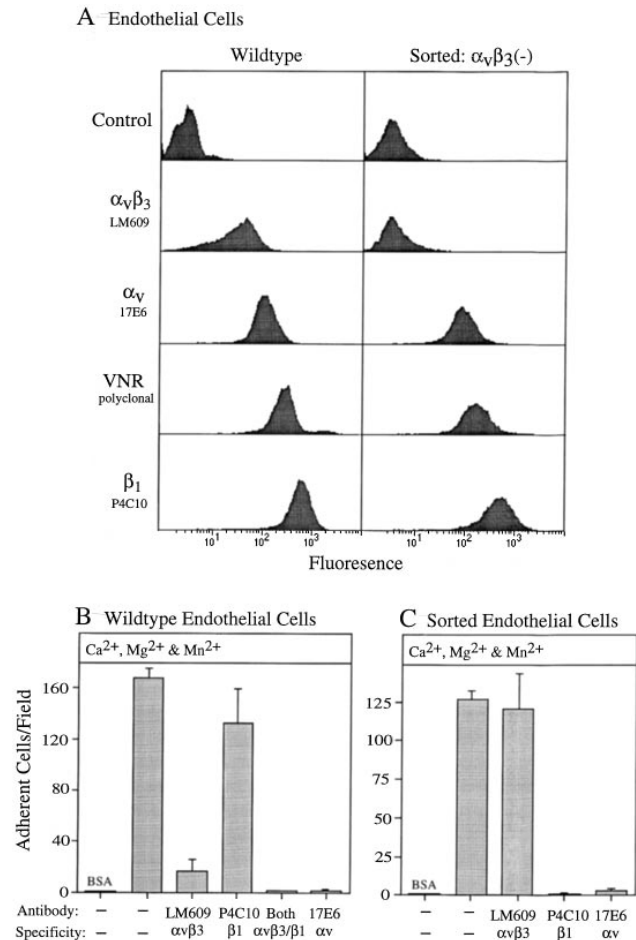 A Endothelial Cells
Wildtype Sorted: αvβ3(-)
Control
αvβ3
LM609
αv
17E6
VNR
polyclonal
β1
P4C10
10¹ 10² 10³ 10¹ 10² 10³
Fluoresence
B Wildtype Endothelial Cells
Ca²⁺, Mg²⁺ & Mn²⁺
Adherent Cells/Field
160
120
80
40
0
BSA
Antibody: – – LM609 P4C10 Both 17E6
Specificity: – – αvβ3 β1 αvβ3/β1 αv
C Sorted Endothelial Cells
Ca²⁺, Mg²⁺ & Mn²⁺
125
100
75
50
25
0
BSA
– – LM609 P4C10 17E6
– – αvβ3 β1 αv